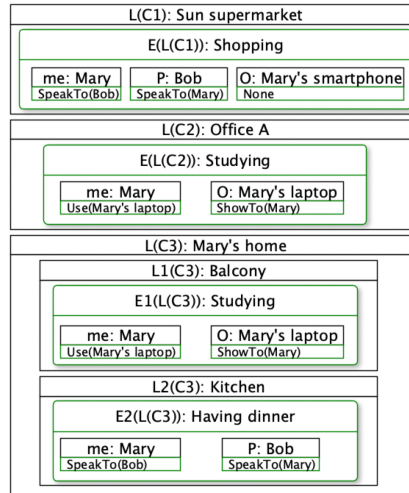 L(C1): Sun supermarket
E(L(C1)): Shopping
me: Mary P: Bob O: Mary's smartphone
SpeakTo(Bob) SpeakTo(Mary) None
L(C2): Office A
E(L(C2)): Studying
me: Mary O: Mary's laptop
Use(Mary's laptop) ShowTo(Mary)
L(C3): Mary's home
L1(C3): Balcony
E1(L(C3)): Studying
me: Mary O: Mary's laptop
Use(Mary's laptop) ShowTo(Mary)
L2(C3): Kitchen
E2(L(C3)): Having dinner
me: Mary P: Bob
SpeakTo(Bob) SpeakTo(Mary)